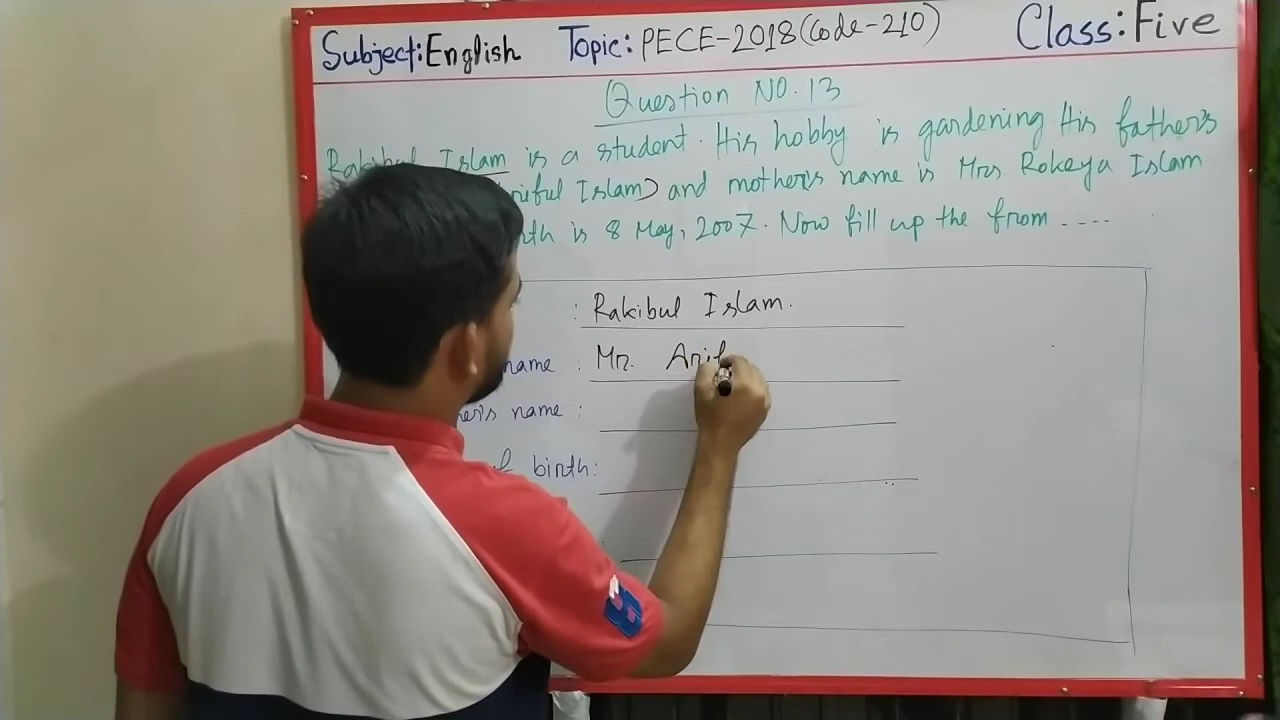 Subject: English Topic: PECE-2018 (Code-210) Class: Five
Question NO. 13
Islam is a student. His hobby is gardening His father's
Islam) and mother's name is Mrs Rokeya Islam
is 8 May, 2007. Now fill up the from ....
: Rakibul Islam.
name : Mr. Arif
name :
birth: